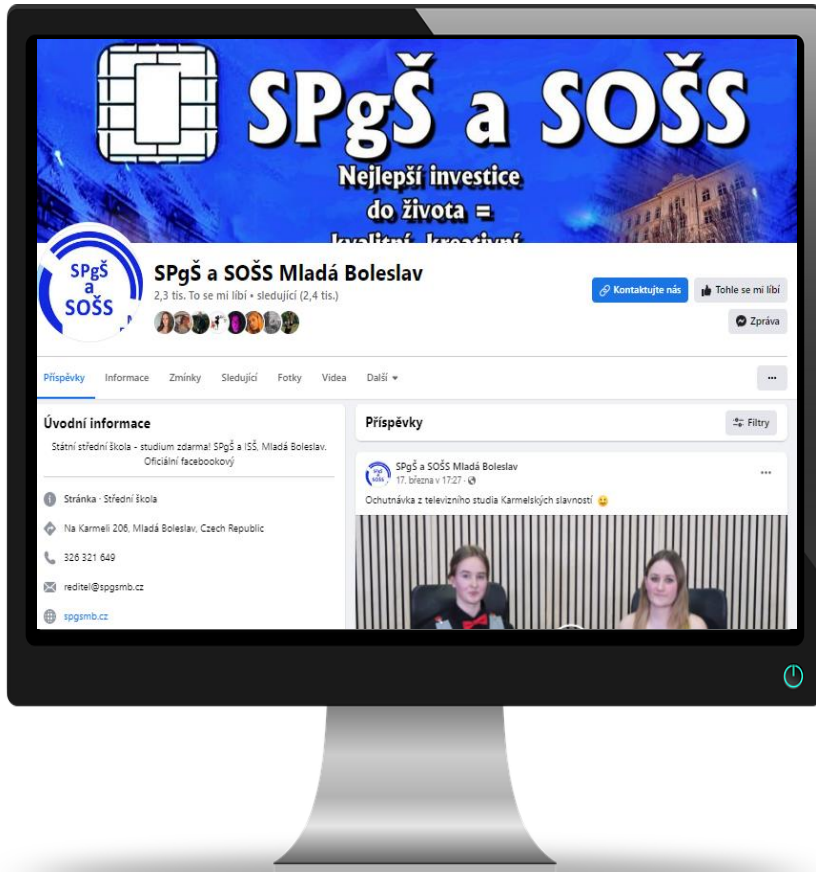 SPgŠ a SOŠS
Nejlepší investice
do života =
kvalitní, kreativní
SPgŠ
a
SOŠS
SPgŠ a SOŠS Mladá Boleslav
2,3 tis. To se mi líbí • sledující (2,4 tis.)
Kontaktujte nás
Tohle se mi líbí
Zpráva
Příspěvky Informace Zmínky Sledující Fotky Videa Další
Úvodní informace
Státní střední škola - studium zdarma! SPgŠ a ISŠ, Mladá Boleslav.
Oficiální facebookový
Stránka · Střední škola
Na Karmeli 206, Mladá Boleslav, Czech Republic
326 321 649
reditel@spgsmb.cz
spgsmb.cz
Příspěvky
Filtry
SPgŠ a SOŠS Mladá Boleslav
17. března v 17:27 ·
Ochutnávka z televizního studia Karmelských slavností